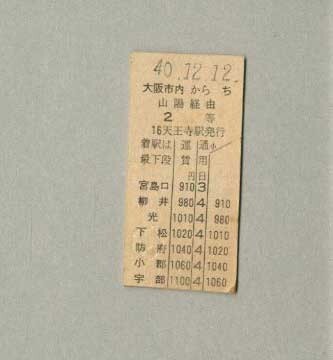 40.12.12.
大阪市内から ち
山陽経由
2 等
16天王寺駅発行
着駅は 運 通小
最下段 賃 用
円 日
宮島口 910 3
柳井 980 4 910
光 1010 4 980
下松 1020 4 1010
防府 1040 4 1020
小郡 1060 4 1040
宇部 1100 4 1060